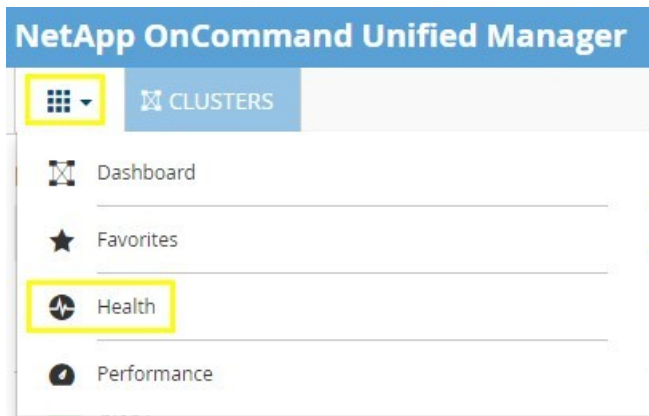 NetApp OnCommand Unified Manager
CLUSTERS
Dashboard
Favorites
Health
Performance